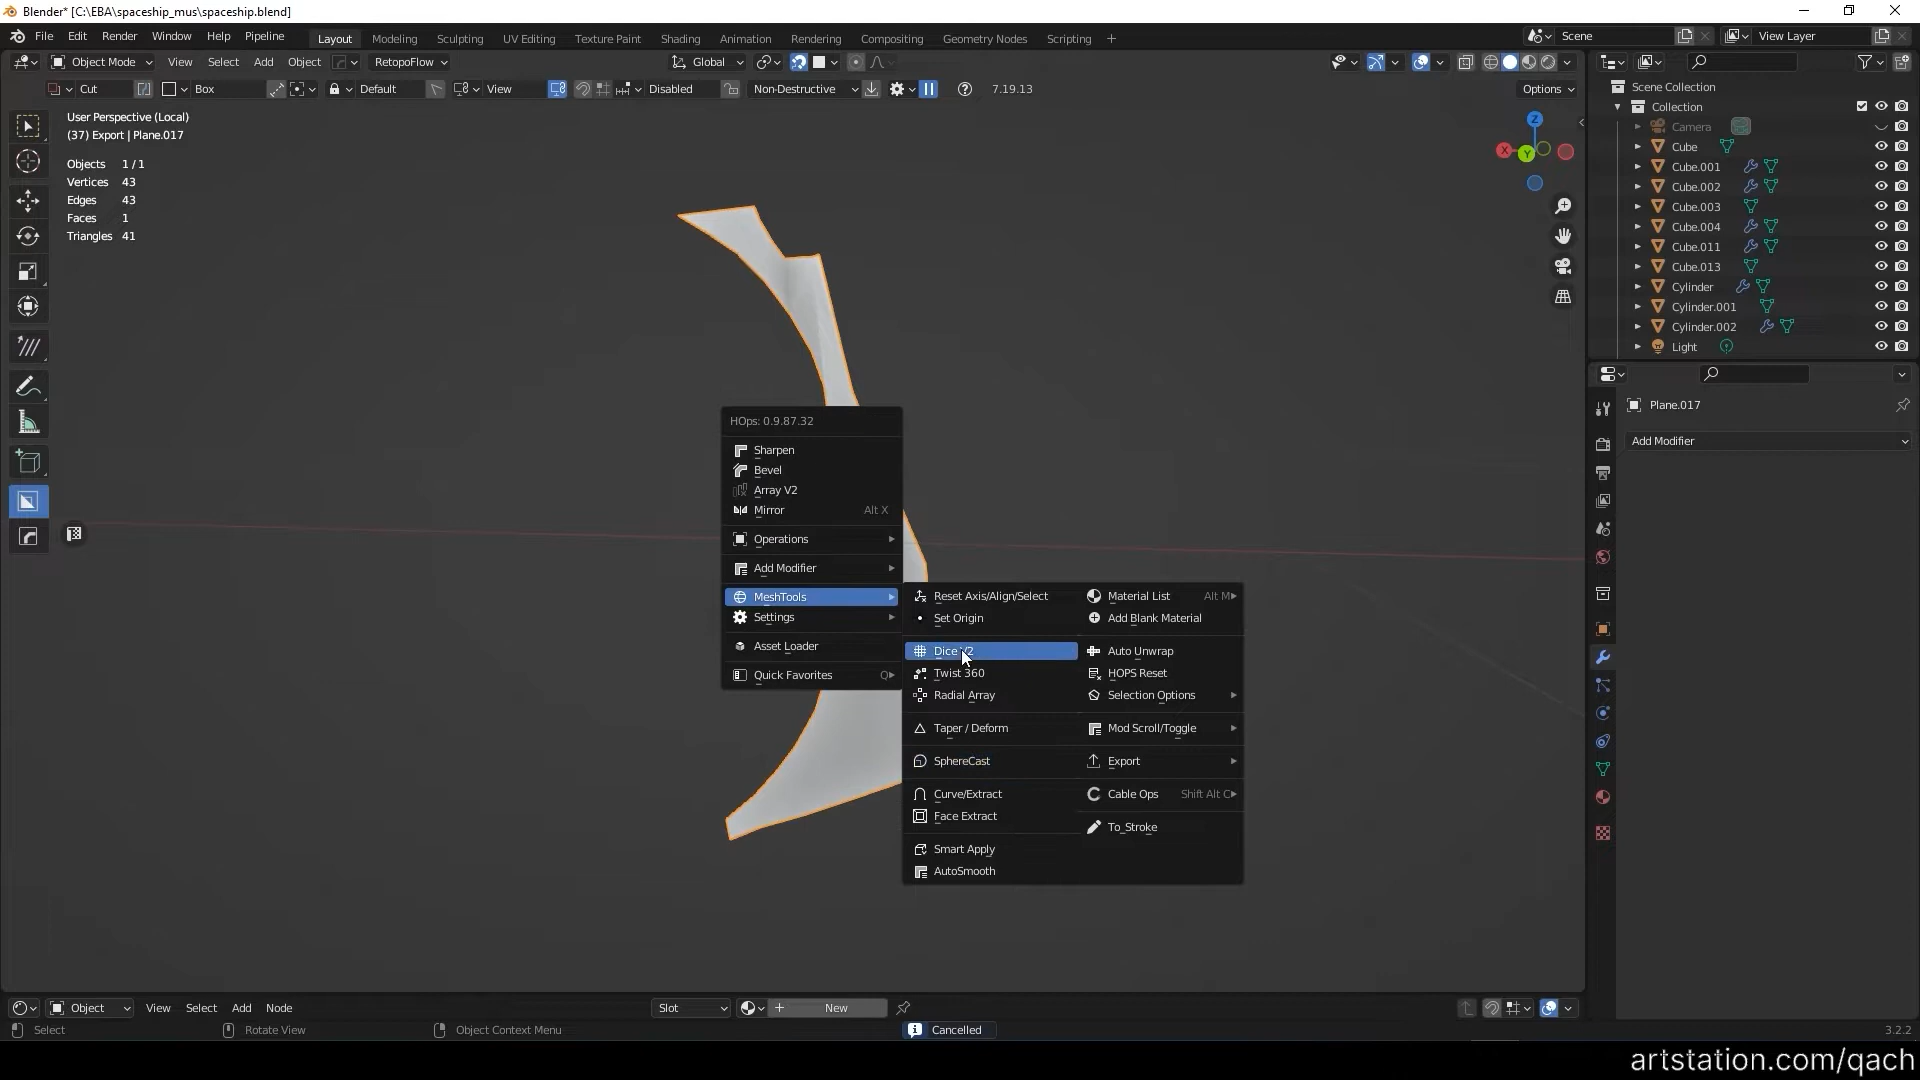 Blender* [C:\EBA\spaceship_mus\spaceship.blend]
File Edit Render Window Help Pipeline Layout Modeling Sculpting UV Editing Texture Paint Shading Animation Rendering Compositing Geometry Nodes Scripting + Scene View Layer
Object Mode View Select Add Object RetopoFlow Global
Cut Box Default View Disabled Non-Destructive 7.19.13 Options
User Perspective (Local)
(37) Export | Plane.017
Objects 1 / 1
Vertices 43
Edges 43
Faces 1
Triangles 41
Z
X
Y
Scene Collection
Collection
Camera
Cube
Cube.001
Cube.002
Cube.003
Cube.004
Cube.011
Cube.013
Cylinder
Cylinder.001
Cylinder.002
Light
Plane.017
Add Modifier
HOps: 0.9.87.32
Sharpen
Bevel
Array V2
Mirror Alt X
Operations
Add Modifier
MeshTools
Settings
Asset Loader
Quick Favorites Q
Reset Axis/Align/Select
Set Origin
Dice V2
Twist 360
Radial Array
Taper / Deform
SphereCast
Curve/Extract
Face Extract
Smart Apply
AutoSmooth
Material List Alt M
Add Blank Material
Auto Unwrap
HOPS Reset
Selection Options
Mod Scroll/Toggle
Export
Cable Ops Shift Alt C
To_Stroke
Object View Select Add Object Node Slot New
Select Rotate View Object Context Menu Cancelled 3.2.2
artstation.com/qach